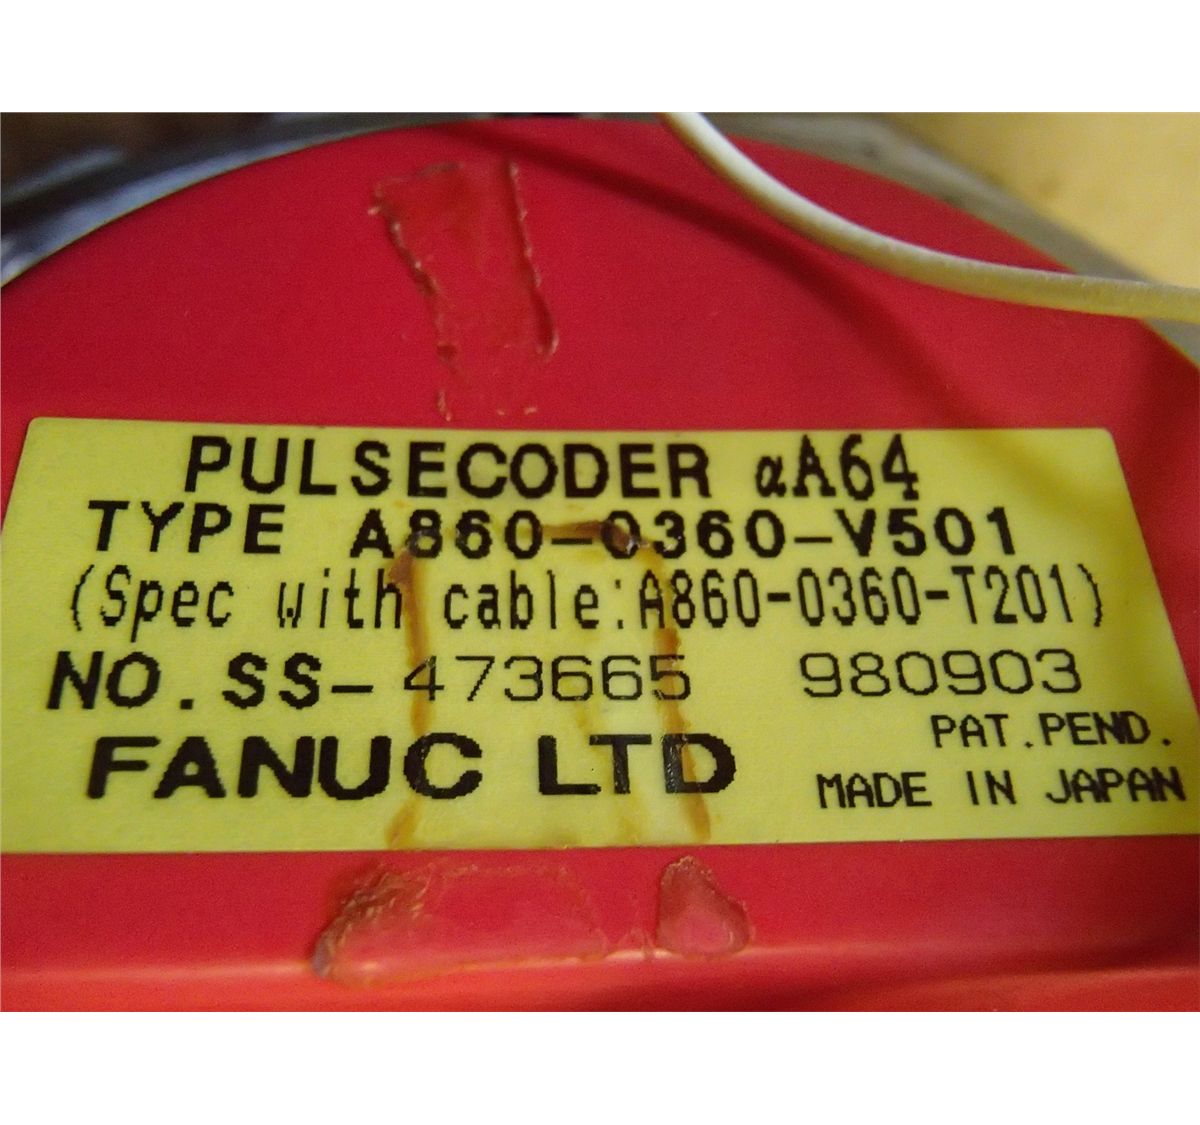 PULSECODER αA64
TYPE A860-0360-V501
(Spec with cable:A860-0360-T201)
NO.SS-473665 980903
FANUC LTD
PAT.PEND.
MADE IN JAPAN